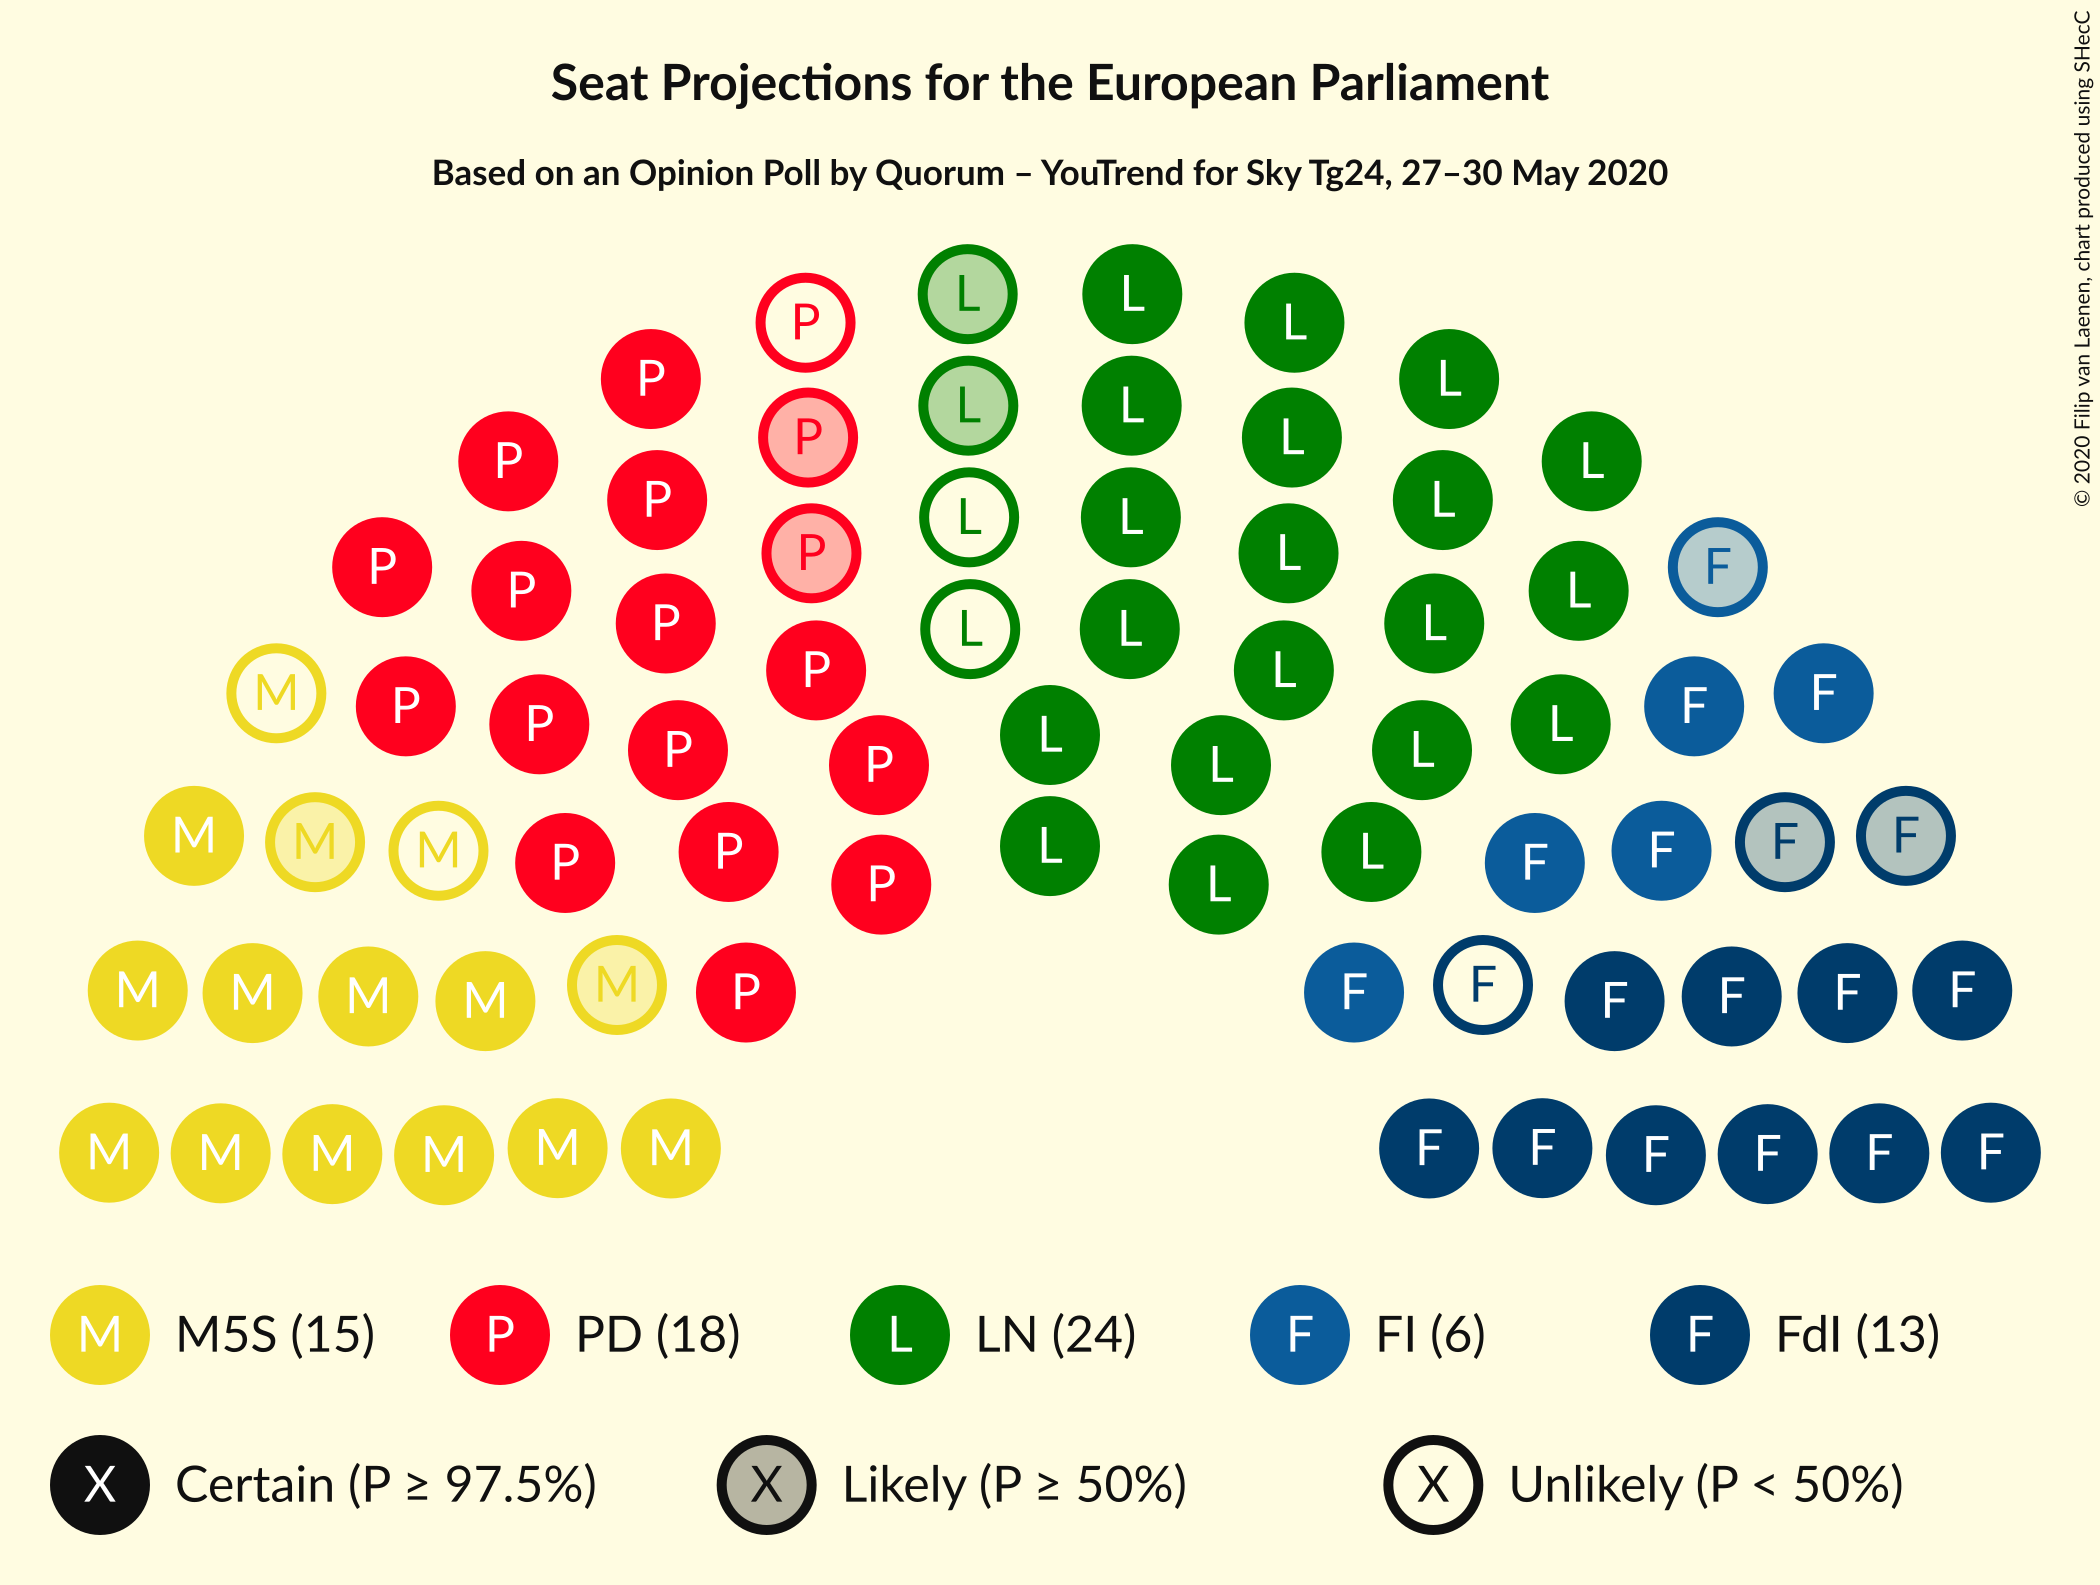 Seat Projections for the European Parliament
Based on an Opinion Poll by Quorum – YouTrend for Sky Tg24, 27–30 May 2020
© 2020 Filip van Laenen, chart produced using SHecC
L L
P L L
P L
P L L
P L
P L
P L
P L
P L L
P L
L F
P L
P L
P L
P L L
P L
M F
P F
P L
P L
L
P L
M F
M F
M F
P F
P L
L
P L
M F
M F
M F
M F
M F
P F
M M M M M M F F F F F F
M M5S (15) P PD (18) L LN (24) F FI (6) F FdI (13)
X Certain (P ≥ 97.5%) X Likely (P ≥ 50%) X Unlikely (P < 50%)